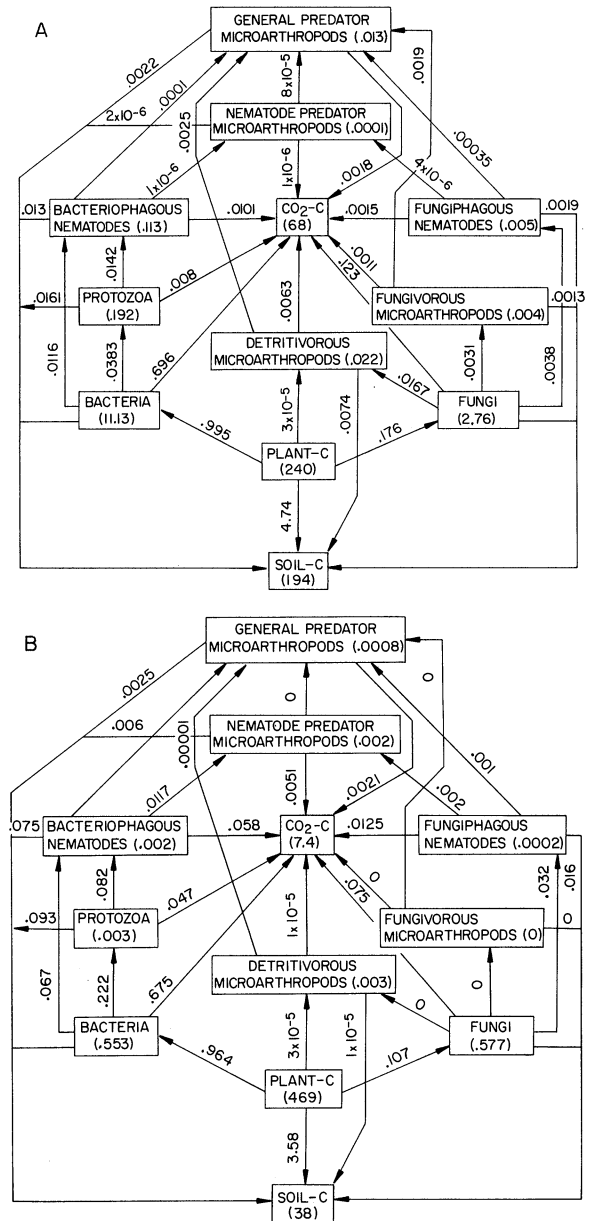 A
GENERAL PREDATOR
MICROARTHROPODS (.013)
.0022
.0001
2x10-6
.0025
8x10-5
.0019
NEMATODE PREDATOR
MICROARTHROPODS (.0001)
.00035
1x10-6
1x10-6
.0018
4x10-6
.013
BACTERIOPHAGOUS
NEMATODES (.113)
.0101
CO2-C
(68)
.0015
FUNGIPHAGOUS
NEMATODES (.005)
.0019
.0142
.008
.123
.0011
.0161
PROTOZOA
(.192)
.0063
FUNGIVOROUS
MICROARTHROPODS (.004)
.0013
.0116
.0383
.696
DETRITIVOROUS
MICROARTHROPODS (.022)
.0031
.0038
BACTERIA
(11.13)
3x10-5
.0074
.0167
FUNGI
(2.76)
.995
PLANT-C
(240)
.176
4.74
SOIL-C
(194)
B
GENERAL PREDATOR
MICROARTHROPODS (.0008)
.0025
.006
.00001
0
0
NEMATODE PREDATOR
MICROARTHROPODS (.002)
.001
.0117
.0051
.0021
.002
.075
BACTERIOPHAGOUS
NEMATODES (.002)
.058
CO2-C
(7.4)
.0125
FUNGIPHAGOUS
NEMATODES (.0002)
.082
.047
.075
0
.032
.016
.093
PROTOZOA
(.003)
1x10-5
FUNGIVOROUS
MICROARTHROPODS (0)
0
.067
.222
.675
DETRITIVOROUS
MICROARTHROPODS (.003)
0
0
BACTERIA
(.553)
3x10-5
1x10-5
FUNGI
(.577)
.964
PLANT-C
(469)
.107
3.58
SOIL-C
(38)